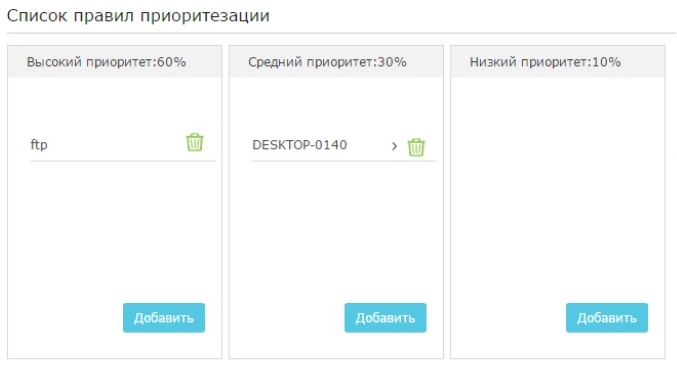 Список правил приоритезации
Высокий приоритет:60%
Средний приоритет:30%
Низкий приоритет:10%
ftp
DESKTOP-0140 >
Добавить
Добавить
Добавить